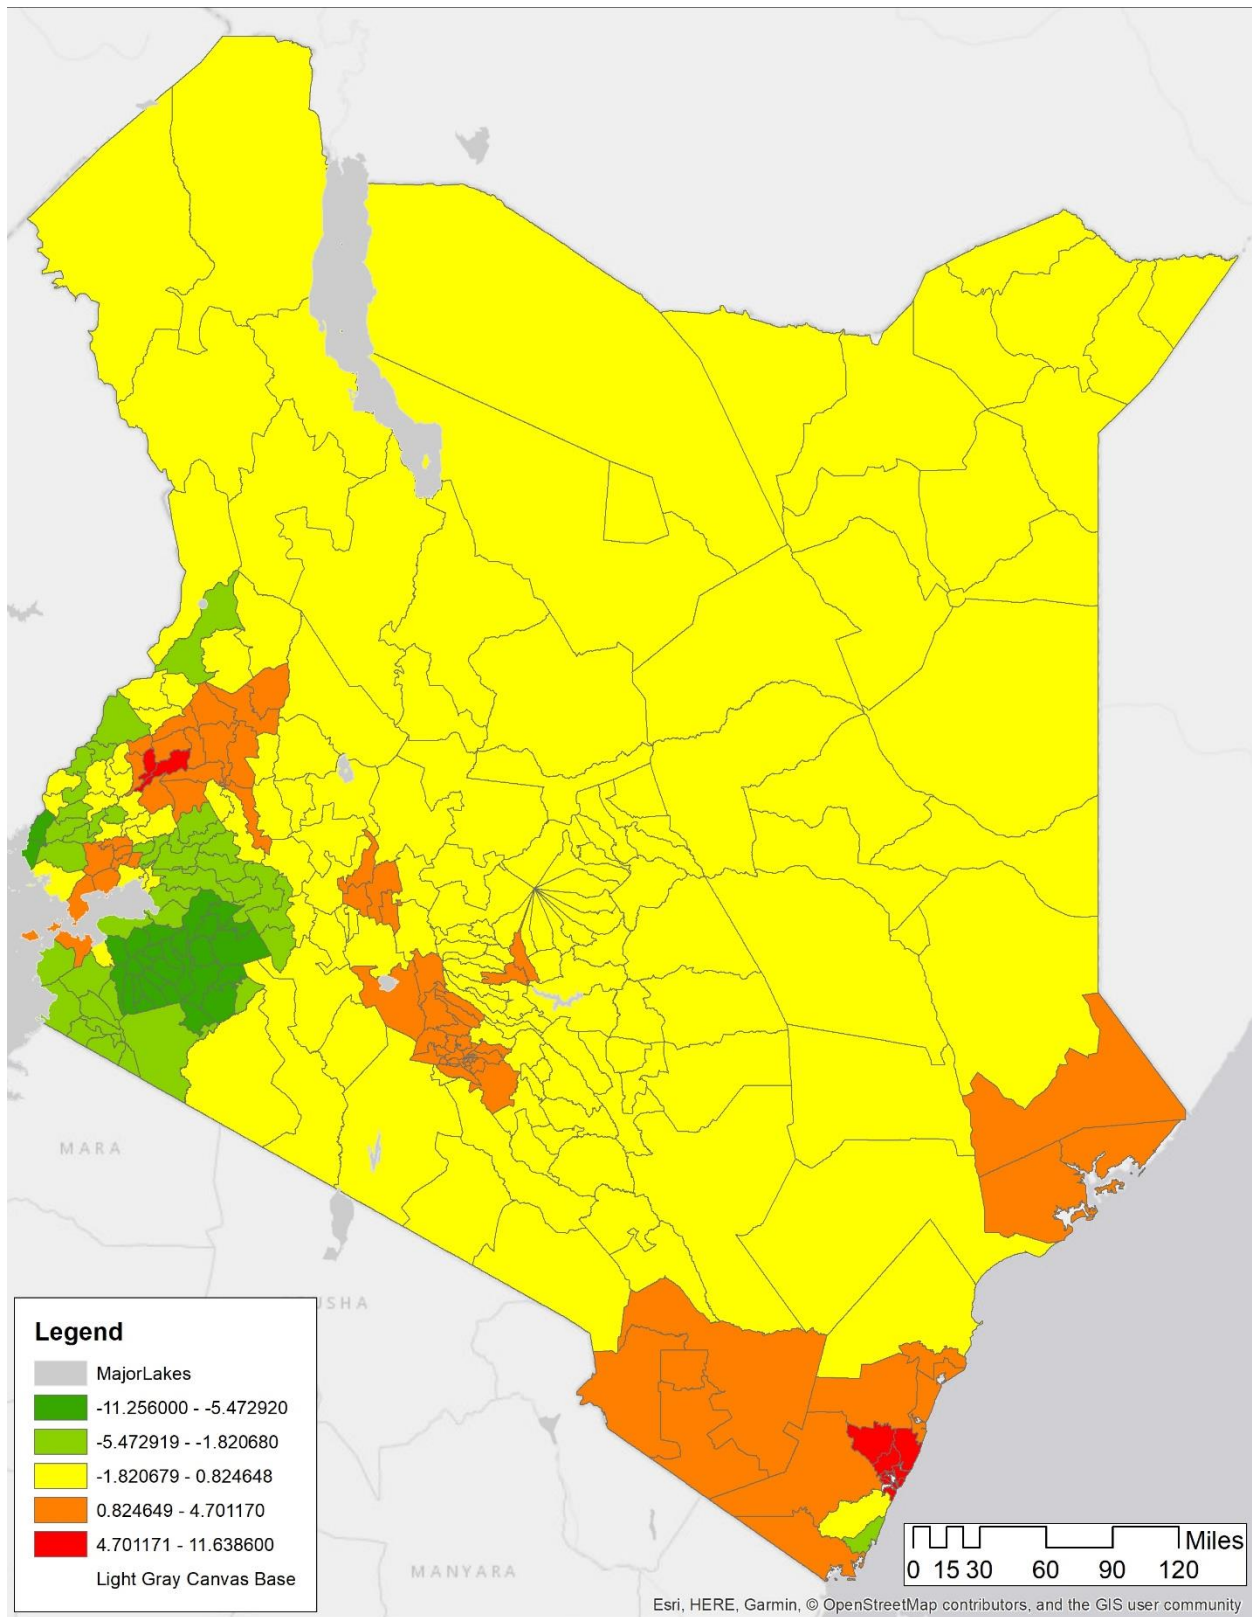 MARA
USHA
MANYARA
Legend
MajorLakes
-11.256000 - -5.472920
-5.472919 - -1.820680
-1.820679 - 0.824648
0.824649 - 4.701170
4.701171 - 11.638600
Light Gray Canvas Base
Miles
0 15 30 60 90 120
Esri, HERE, Garmin, © OpenStreetMap contributors, and the GIS user community